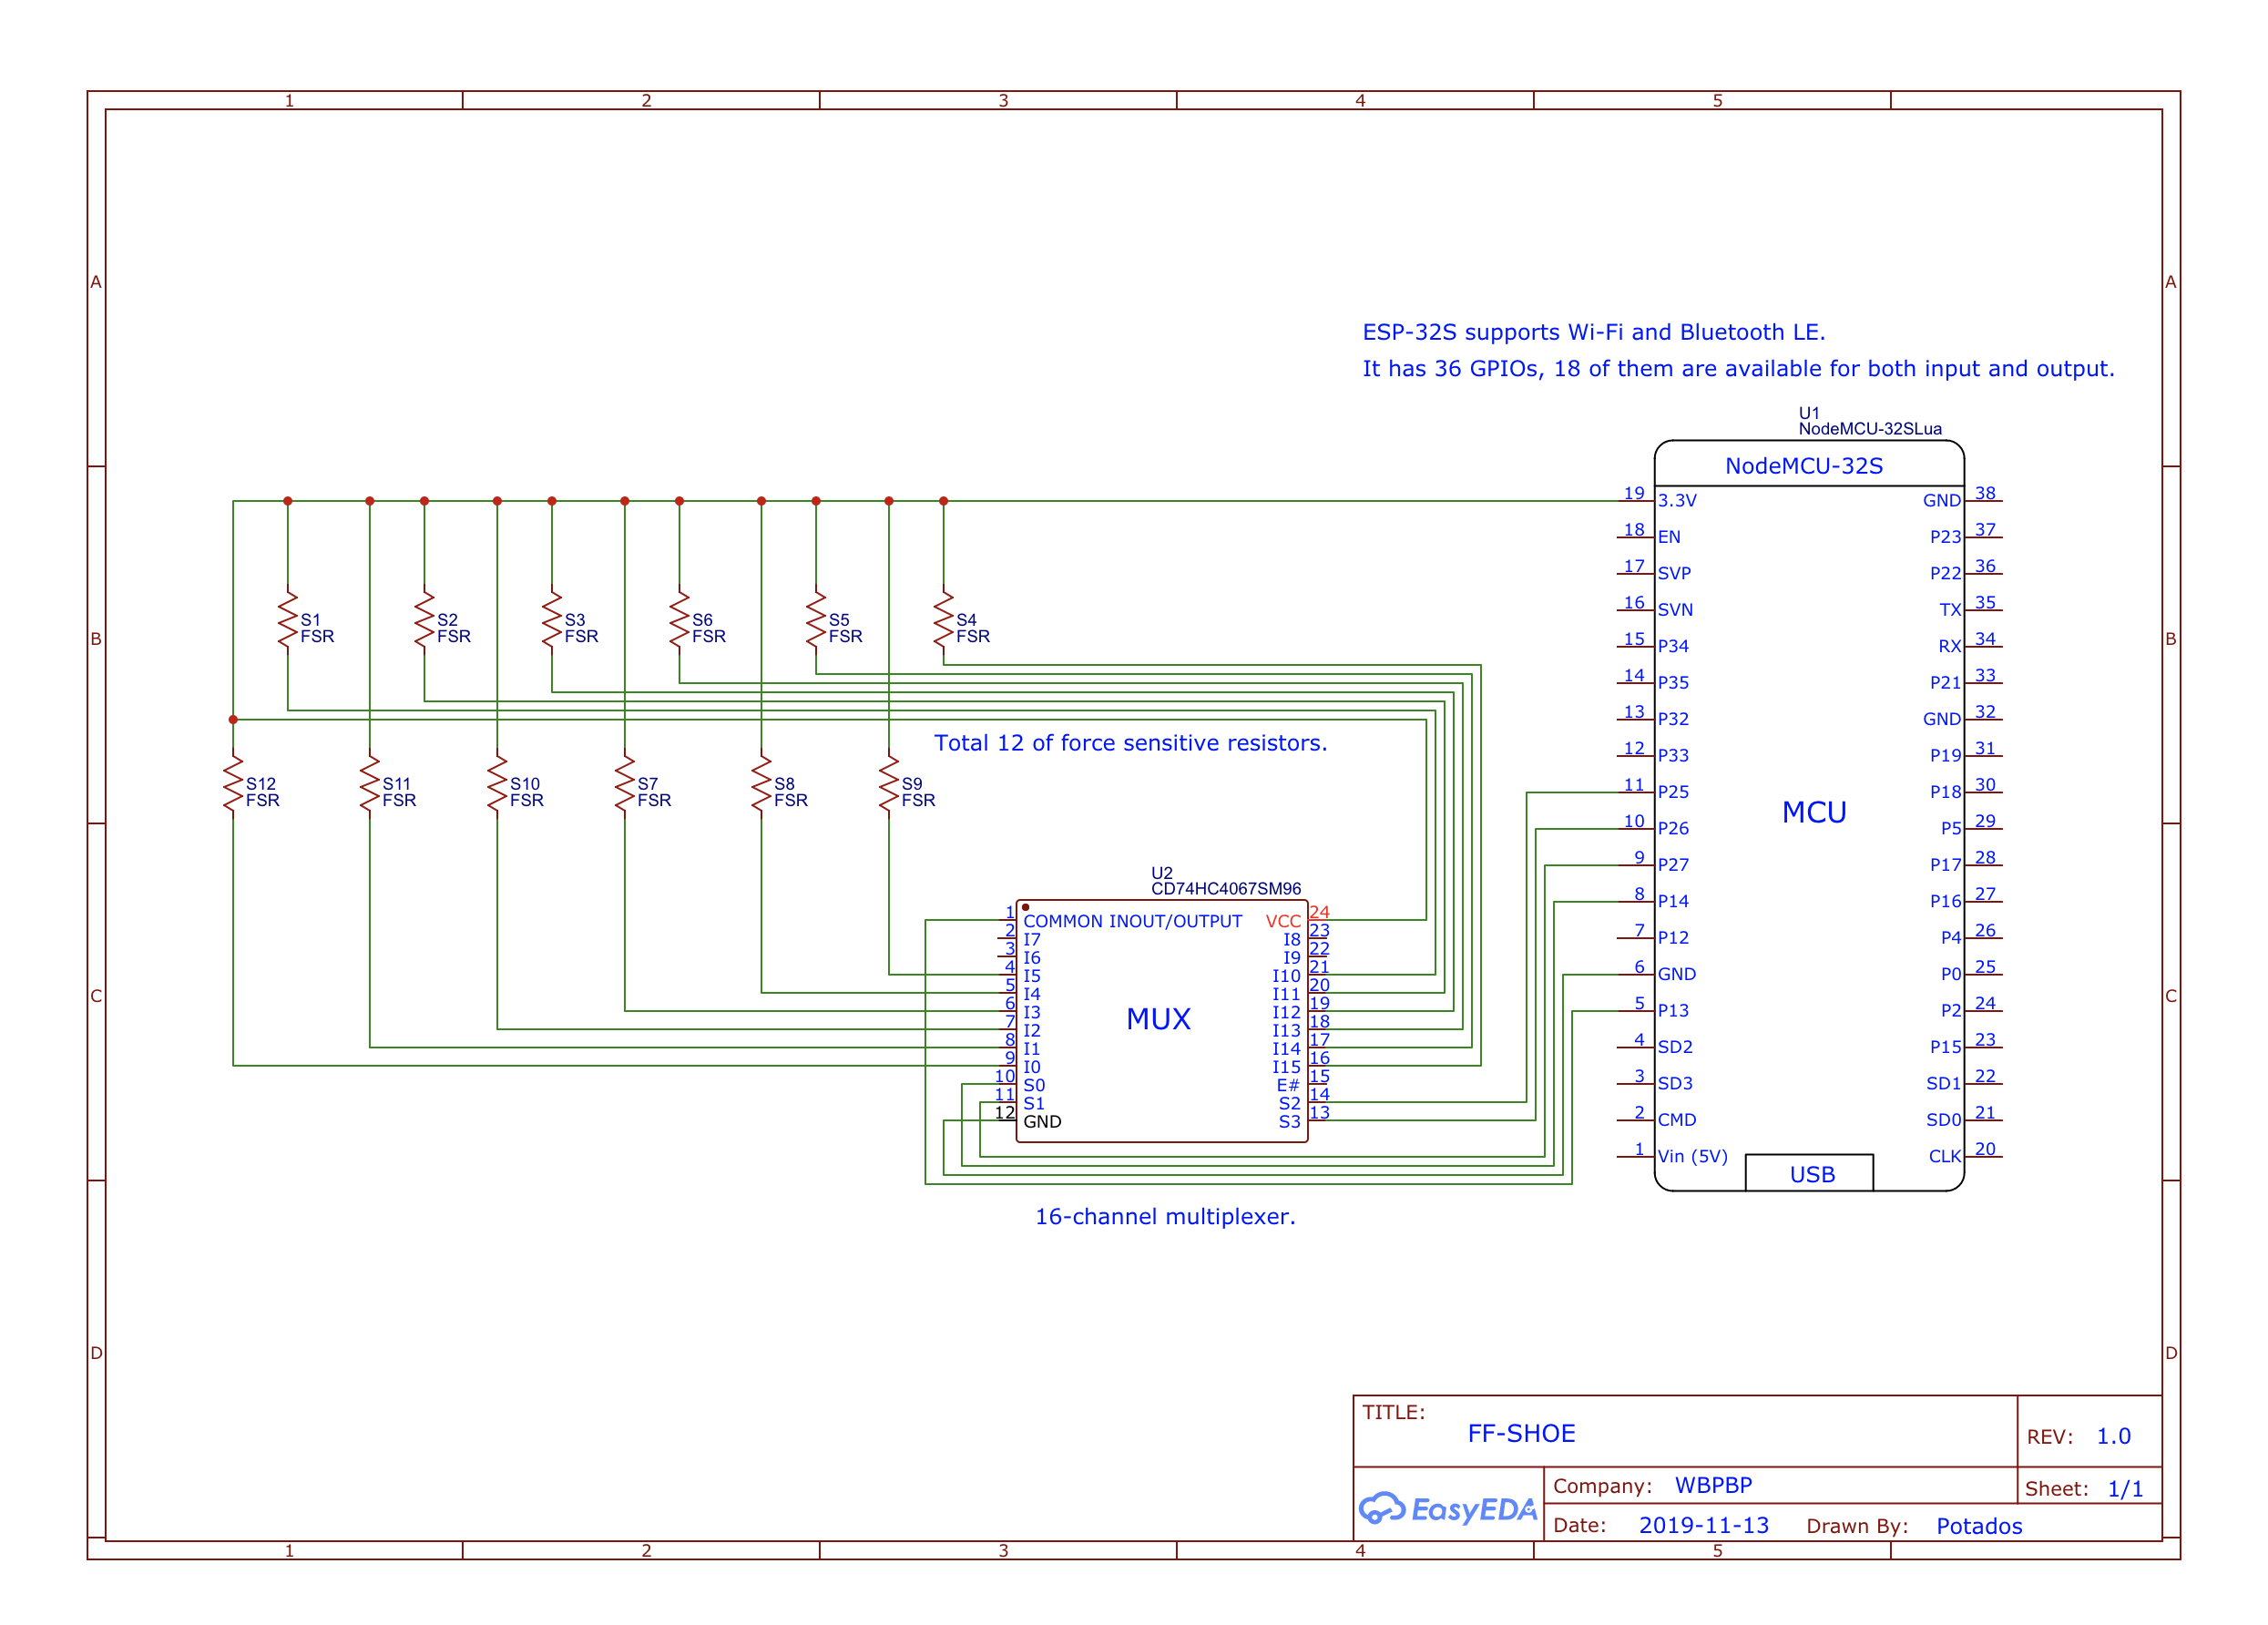 1 2 3 4 5
A A
ESP-32S supports Wi-Fi and Bluetooth LE.
It has 36 GPIOs, 18 of them are available for both input and output.
U1
NodeMCU-32SLua
NodeMCU-32S
19 3.3V GND 38
18 EN P23 37
17 SVP P22 36
16 SVN TX 35
15 P34 RX 34
14 P35 P21 33
13 P32 GND 32
12 P33 P19 31
11 P25 P18 30
10 P26 P5 29
9 P27 P17 28
8 P14 P16 27
7 P12 P4 26
6 GND P0 25
5 P13 P2 24
4 SD2 P15 23
3 SD3 SD1 22
2 CMD SD0 21
1 Vin (5V) CLK 20
MCU
USB
B B
S1 S2 S3 S6 S5 S4
FSR FSR FSR FSR FSR FSR
Total 12 of force sensitive resistors.
S12 S11 S10 S7 S8 S9
FSR FSR FSR FSR FSR FSR
U2
CD74HC4067SM96
1 COMMON INOUT/OUTPUT VCC 24
2 I7 I8 23
3 I6 I9 22
4 I5 I10 21
5 I4 I11 20
6 I3 I12 19
7 I2 I13 18
8 I1 I14 17
9 I0 I15 16
10 S0 E# 15
11 S1 S2 14
12 GND S3 13
MUX
C C
16-channel multiplexer.
D D
TITLE:
FF-SHOE
REV: 1.0
EasyEDA
Company: WBPBP
Sheet: 1/1
Date: 2019-11-13 Drawn By: Potados
1 2 3 4 5